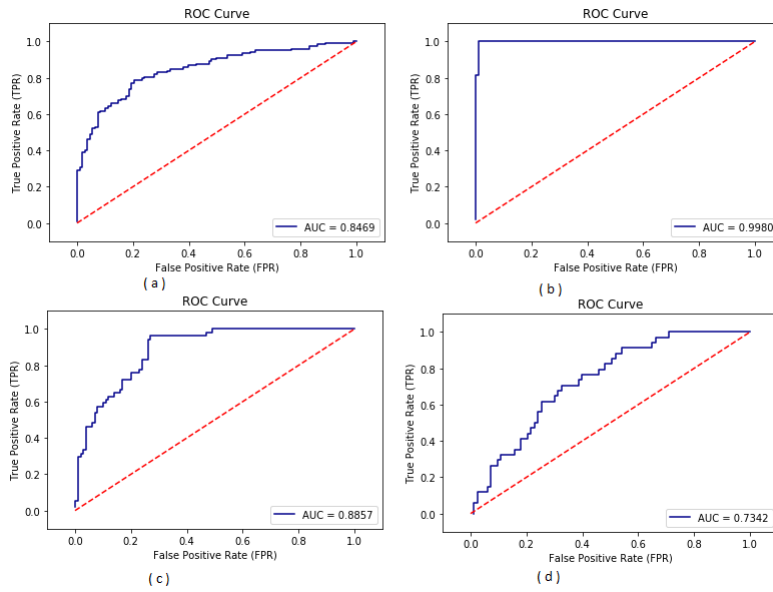 ROC Curve
1.0
0.8
0.6
0.4
0.2
0.0
True Positive Rate (TPR)
AUC = 0.8469
0.0 0.2 0.4 0.6 0.8 1.0
False Positive Rate (FPR)
( a )
ROC Curve
1.0
0.8
0.6
0.4
0.2
0.0
True Positive Rate (TPR)
AUC = 0.9980
0.0 0.2 0.4 0.6 0.8 1.0
False Positive Rate (FPR)
( b )
ROC Curve
1.0
0.8
0.6
0.4
0.2
0.0
True Positive Rate (TPR)
AUC = 0.8857
0.0 0.2 0.4 0.6 0.8 1.0
False Positive Rate (FPR)
( c )
ROC Curve
1.0
0.8
0.6
0.4
0.2
0.0
True Positive Rate (TPR)
AUC = 0.7342
0.0 0.2 0.4 0.6 0.8 1.0
False Positive Rate (FPR)
( d )